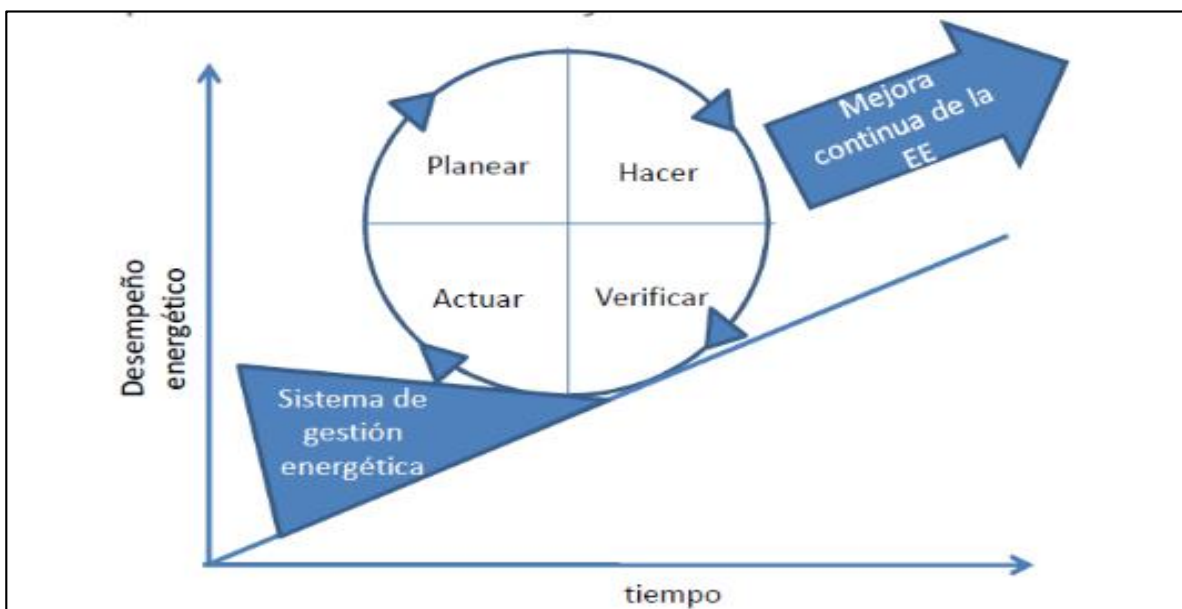 Mejora
continua de la
EE
Planear
Hacer
Actuar
Verificar
Desempeño
energético
Sistema de
gestión
energética
tiempo